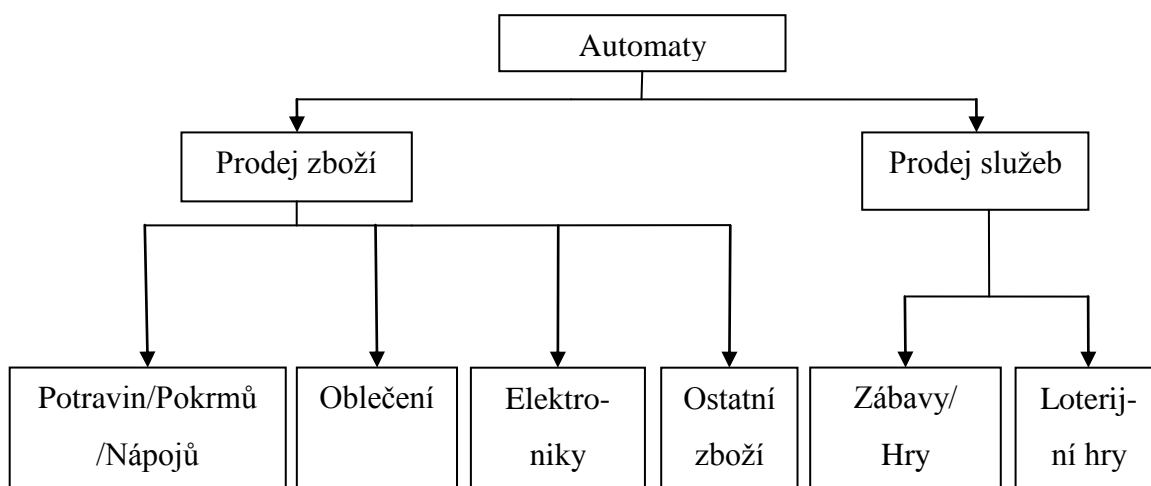 Automaty
Prodej zboží
Prodej služeb
Potravin/Pokrmů
/Nápojů
Oblečení
Elektro-
niky
Ostatní
zboží
Zábavy/
Hry
Loterij-
ní hry